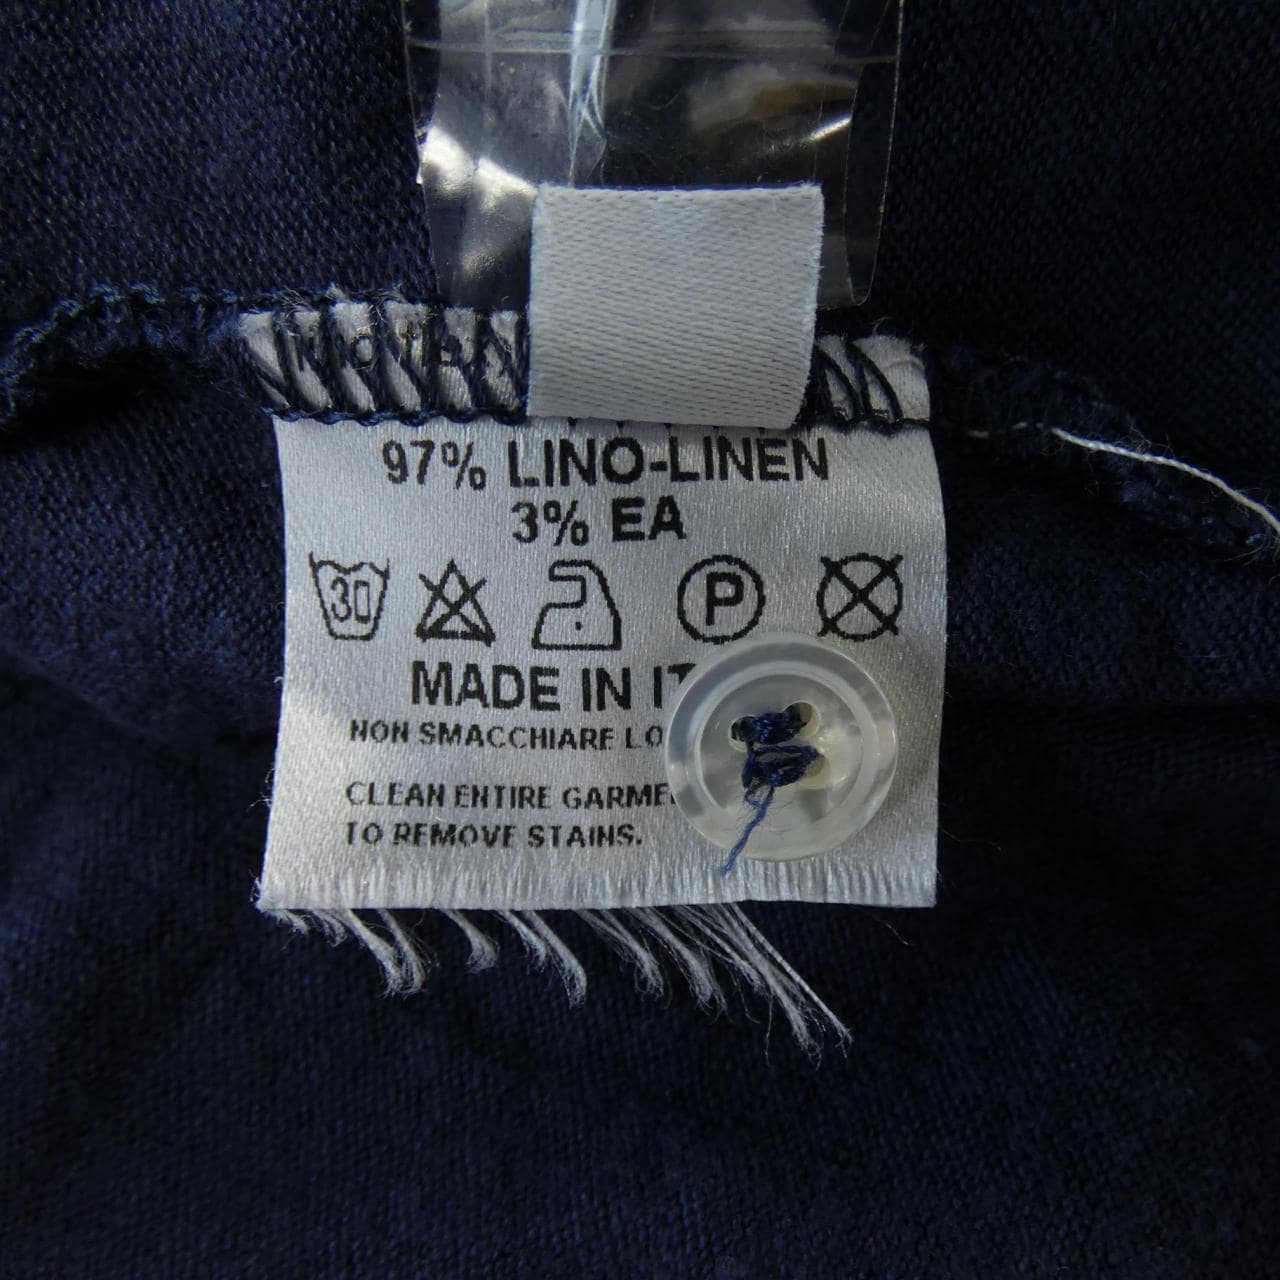 97% LINO-LINEN
3% EA
30
P
MADE IN IT
NON SMACCHIARE LO
CLEAN ENTIRE GARME
TO REMOVE STAINS.